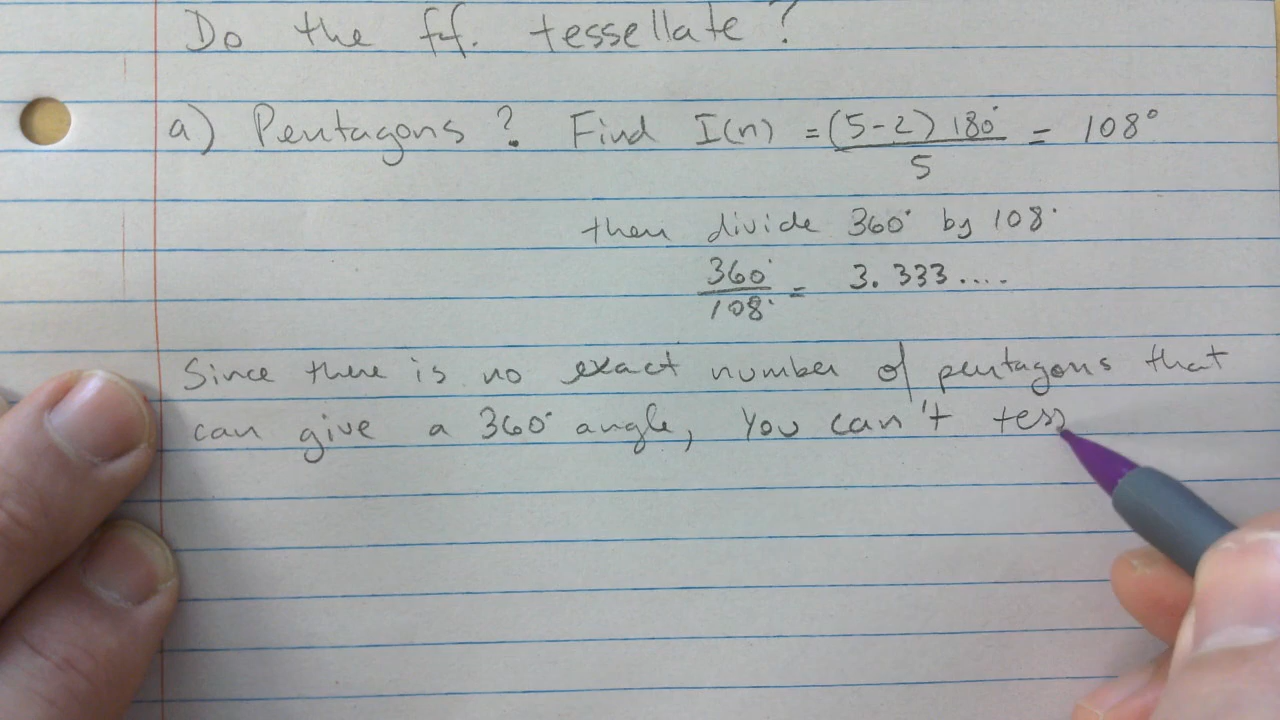 Do the ff. tessellate?
a) Pentagons? Find I(n) = (5-2) 180° / 5 = 108°
then divide 360° by 108°
360° / 108° = 3.333....
Since there is no exact number of pentagons that
can give a 360° angle, you can't tess